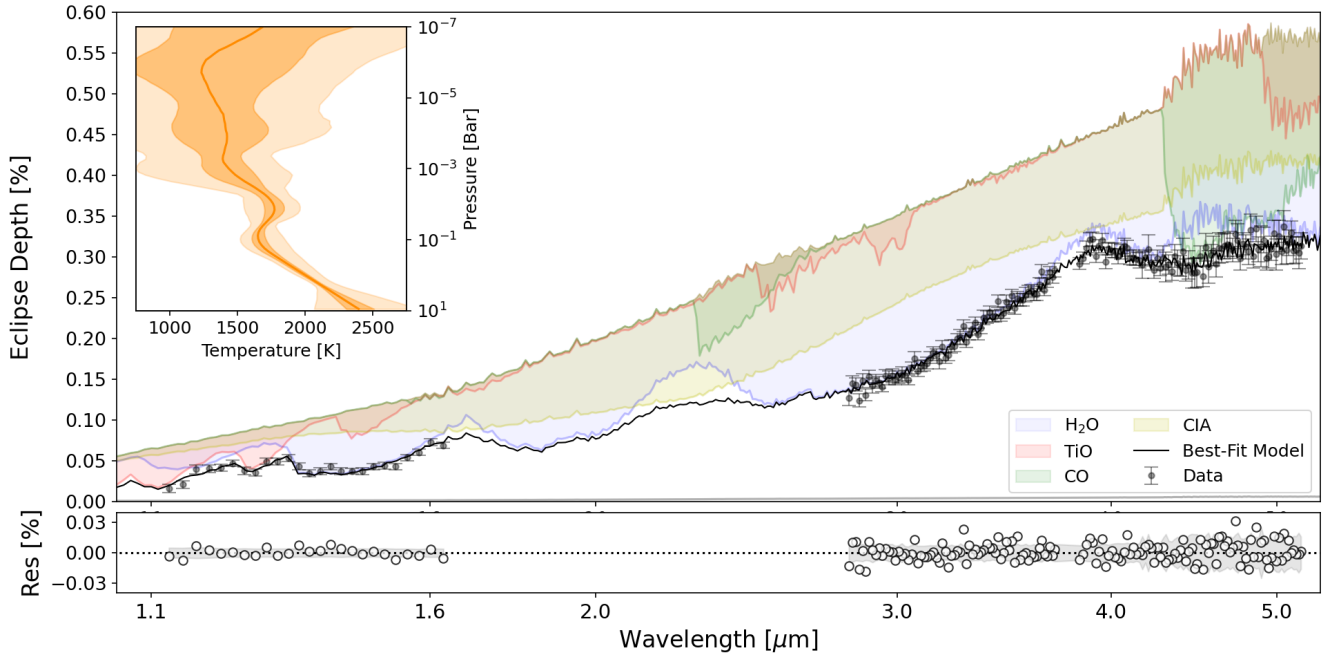 0.60
0.55
0.50
0.45
0.40
0.35
0.30
0.25
0.20
0.15
0.10
0.05
0.00
Eclipse Depth [%]
10⁻⁷
10⁻⁵
10⁻³
10⁻¹
10¹
Pressure [Bar]
1000 1500 2000 2500
Temperature [K]
H₂O
TiO
CO
CIA
Best-Fit Model
Data
0.03
0.00
−0.03
Res [%]
1.1 1.6 2.0 3.0 4.0 5.0
Wavelength [μm]